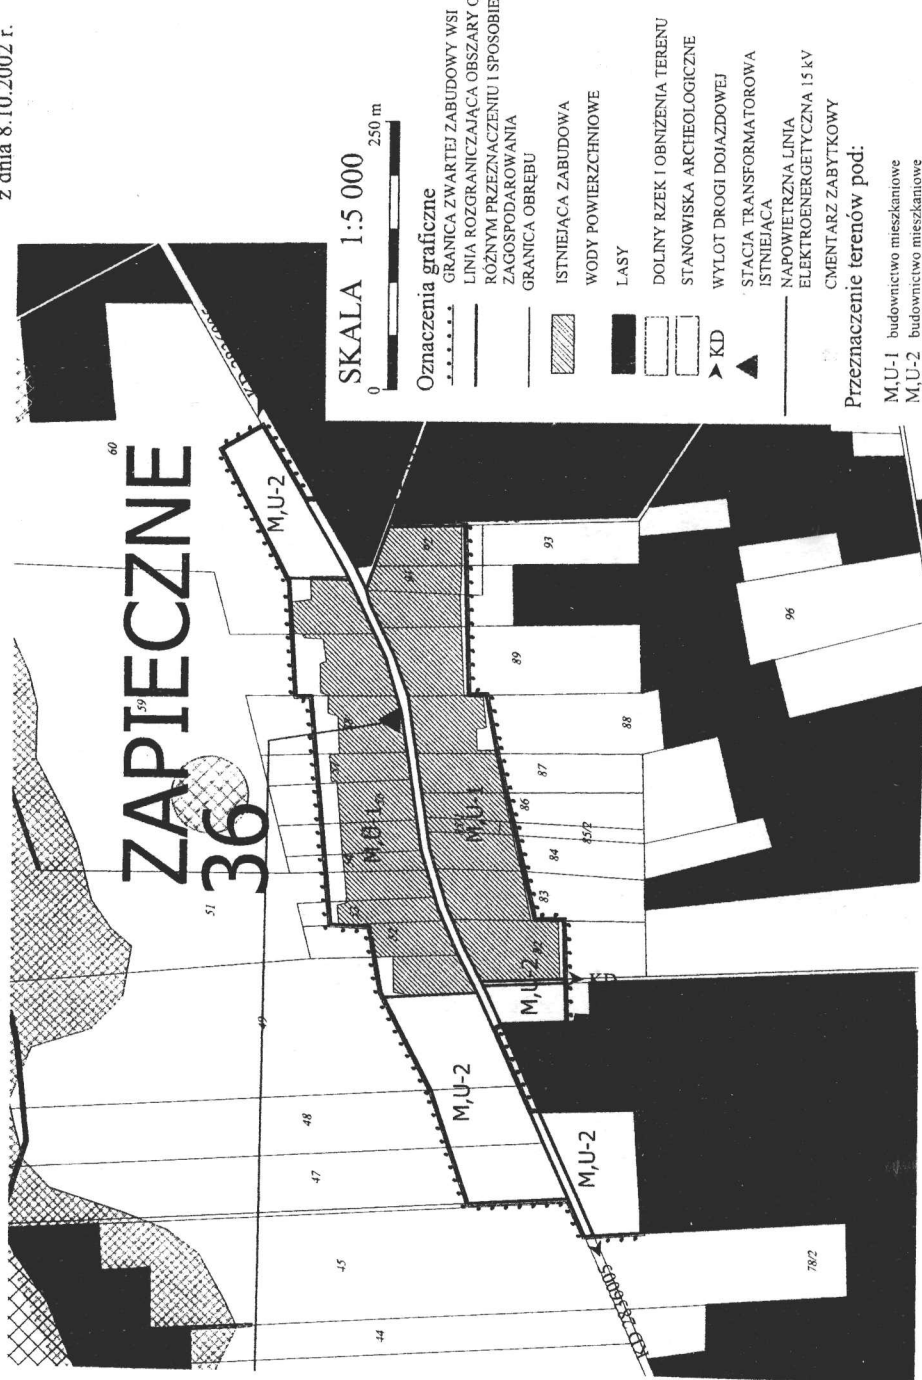 z dnia 8.10.2002 r.
ZAPIECZNE
36
SKALA 1:5 000
0 250 m
Oznaczenia graficzne
GRANICA ZWARTEJ ZABUDOWY WSI
LINIA ROZGRANICZAJĄCA OBSZARY O
RÓŻNYM PRZEZNACZENIU I SPOSOBIE
ZAGOSPODAROWANIA
GRANICA OBRĘBU
ISTNIEJĄCA ZABUDOWA
WODY POWIERZCHNIOWE
LASY
DOLINY RZEK I OBNIŻENIA TERENU
STANOWISKA ARCHEOLOGICZNE
KD WYLOT DROGI DOJAZDOWEJ
STACJA TRANSFORMATOROWA
ISTNIEJĄCA
NAPOWIETRZNA LINIA
ELEKTROENERGETYCZNA 15 kV
CMENTARZ ZABYTKOWY
Przeznaczenie terenów pod:
M,U-1 budownictwo mieszkaniowe
M,U-2 budownictwo mieszkaniowe
60
59
51
49
48
47
45
44
M,U-2
M,U-1
M,U-1
M,U-2
M,U-2
M,U-2
KD
KD 2836005
52
53
91
92
93
89
88
87
86
85/2
84
83
96
78/2